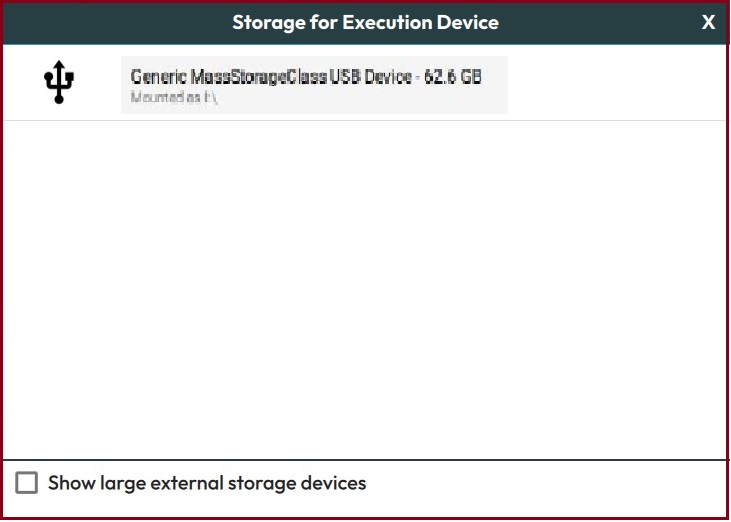 Storage for Execution Device X
Generic MassStorageClass USB Device - 62.6 GB
Mounted as I:\
Show large external storage devices